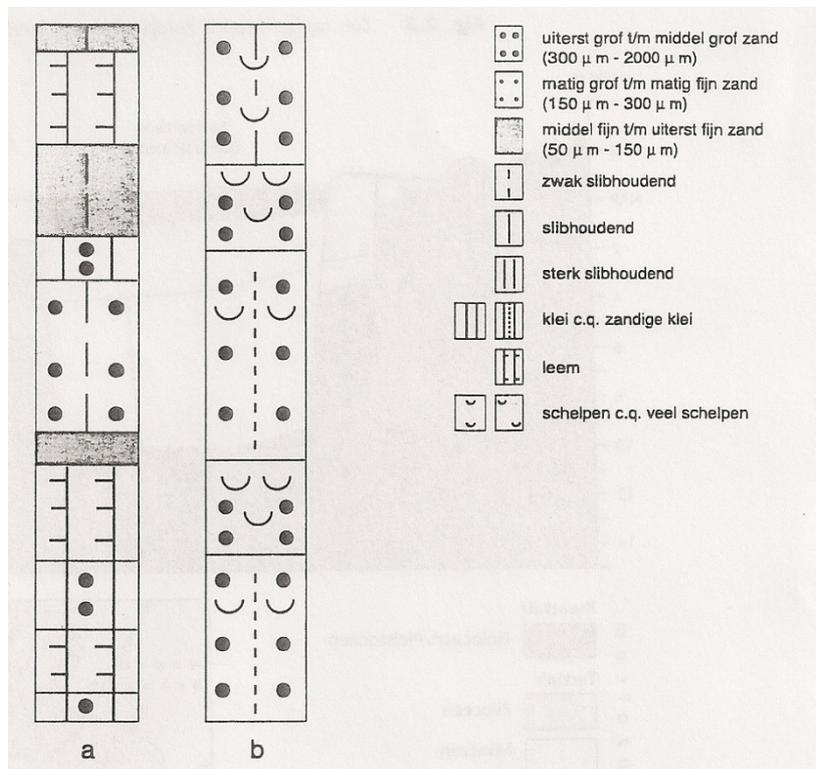 uiterst grof t/m middel grof zand
(300 μ m - 2000 μ m)
matig grof t/m matig fijn zand
(150 μ m - 300 μ m)
middel fijn t/m uiterst fijn zand
(50 μ m - 150 μ m)
zwak slibhoudend
slibhoudend
sterk slibhoudend
klei c.q. zandige klei
leem
schelpen c.q. veel schelpen
a
b